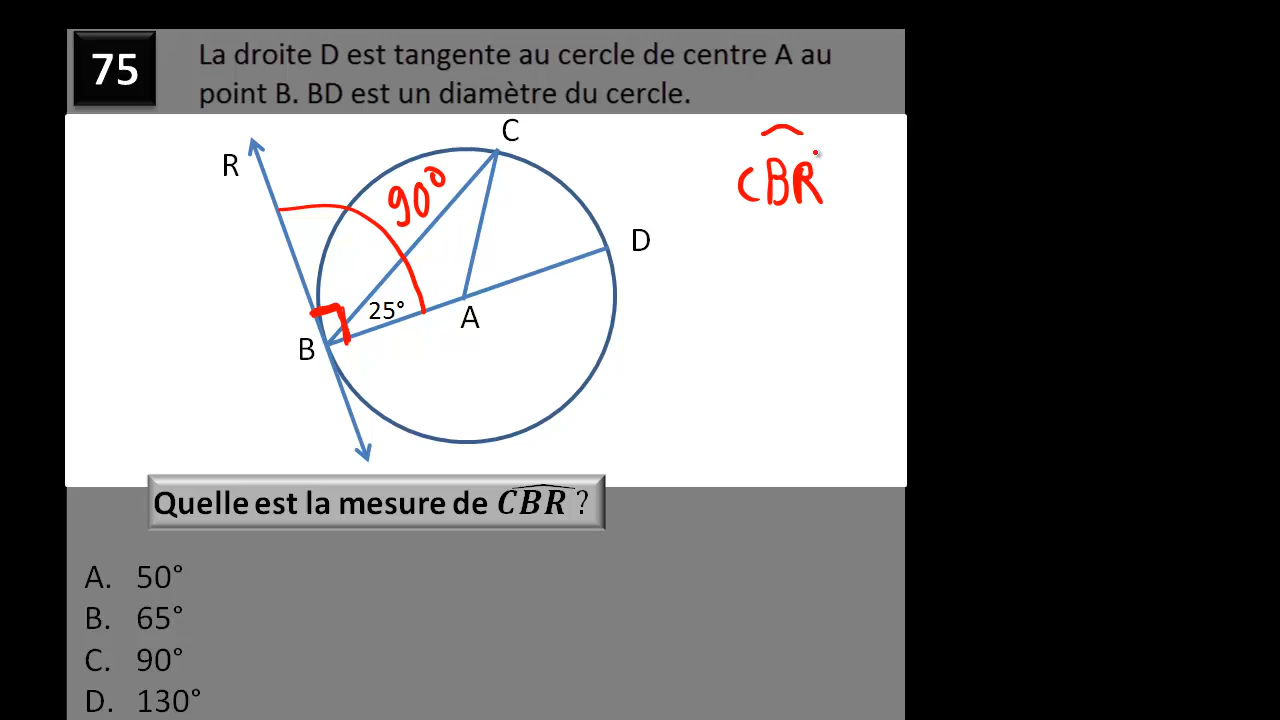 75
La droite D est tangente au cercle de centre A au
point B. BD est un diamètre du cercle.
C
R
90°
CBR
D
25°
A
B
Quelle est la mesure de CBR ?
A. 50°
B. 65°
C. 90°
D. 130°